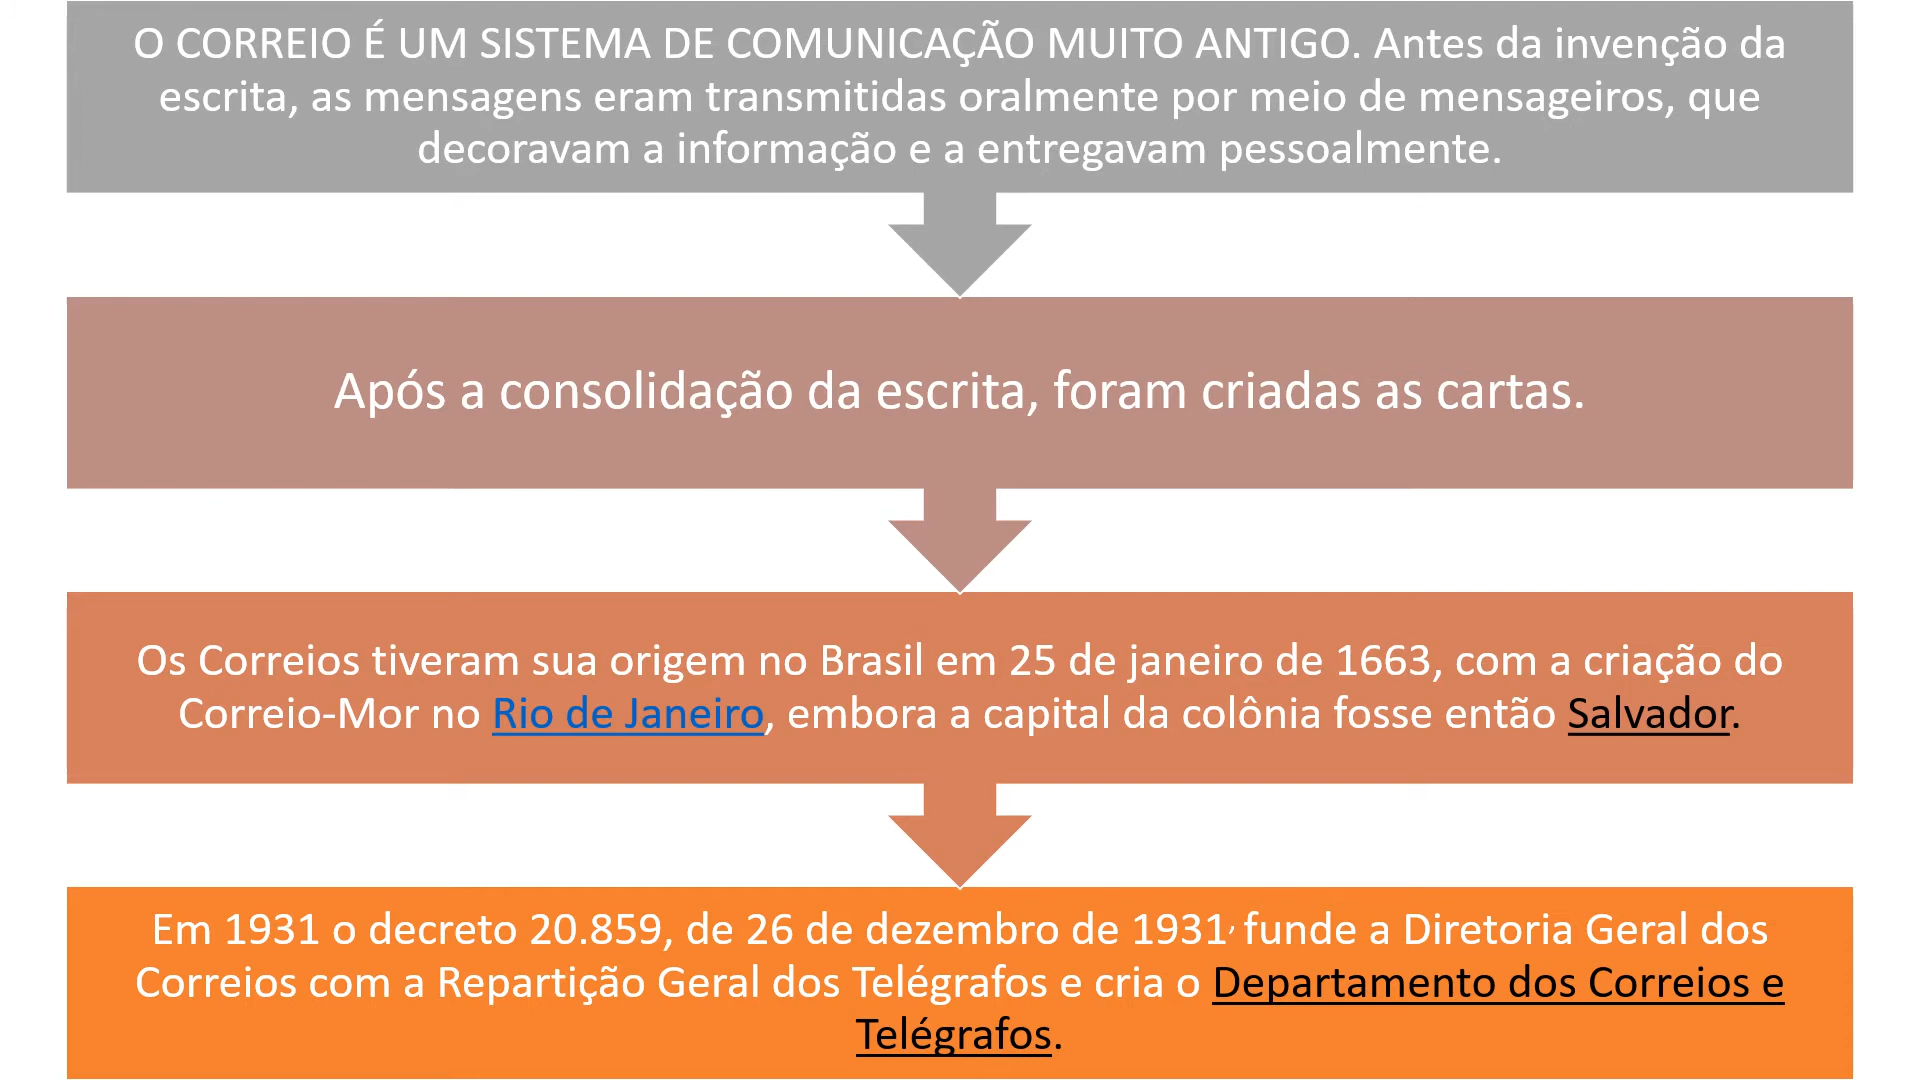 O CORREIO É UM SISTEMA DE COMUNICAÇÃO MUITO ANTIGO. Antes da invenção da
escrita, as mensagens eram transmitidas oralmente por meio de mensageiros, que
decoravam a informação e a entregavam pessoalmente.
Após a consolidação da escrita, foram criadas as cartas.
Os Correios tiveram sua origem no Brasil em 25 de janeiro de 1663, com a criação do
Correio-Mor no Rio de Janeiro, embora a capital da colônia fosse então Salvador.
Em 1931 o decreto 20.859, de 26 de dezembro de 1931, funde a Diretoria Geral dos
Correios com a Repartição Geral dos Telégrafos e cria o Departamento dos Correios e
Telégrafos.